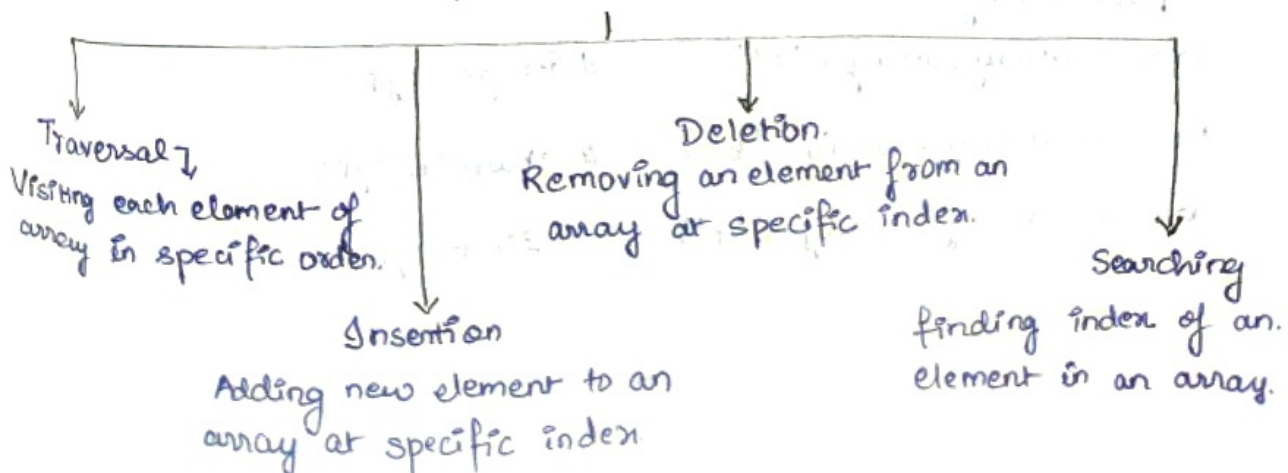 Traversal
Visiting each element of
array in specific order.
Insertion
Adding new element to an
array at specific index
Deletion.
Removing an element from an
array at specific index.
Searching
finding index of an.
element in an array.